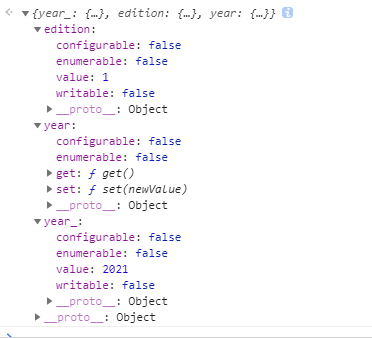 {year_: {…}, edition: {…}, year: {…}}
edition:
configurable: false
enumerable: false
value: 1
writable: false
__proto__: Object
year:
configurable: false
enumerable: false
get: ƒ get()
set: ƒ set(newValue)
__proto__: Object
year_:
configurable: false
enumerable: false
value: 2021
writable: false
__proto__: Object
__proto__: Object